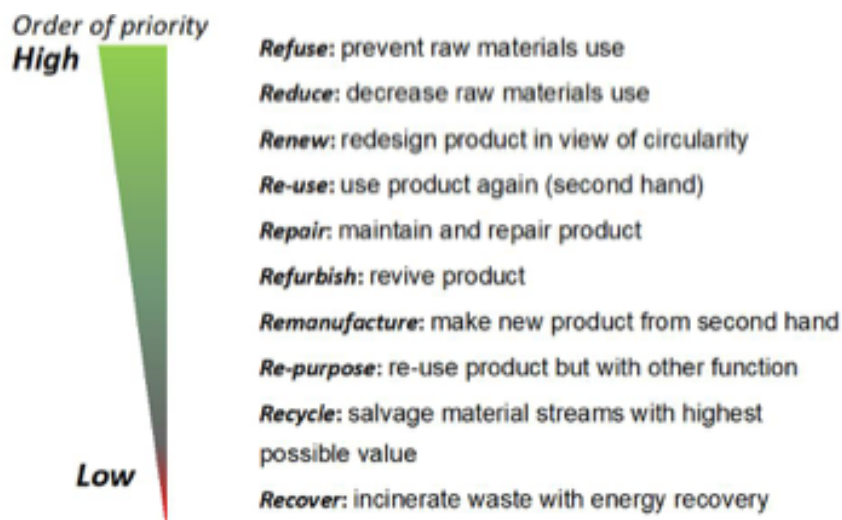 Order of priority
High
Refuse: prevent raw materials use
Reduce: decrease raw materials use
Renew: redesign product in view of circularity
Re-use: use product again (second hand)
Repair: maintain and repair product
Refurbish: revive product
Remanufacture: make new product from second hand
Re-purpose: re-use product but with other function
Recycle: salvage material streams with highest
possible value
Low
Recover: incinerate waste with energy recovery